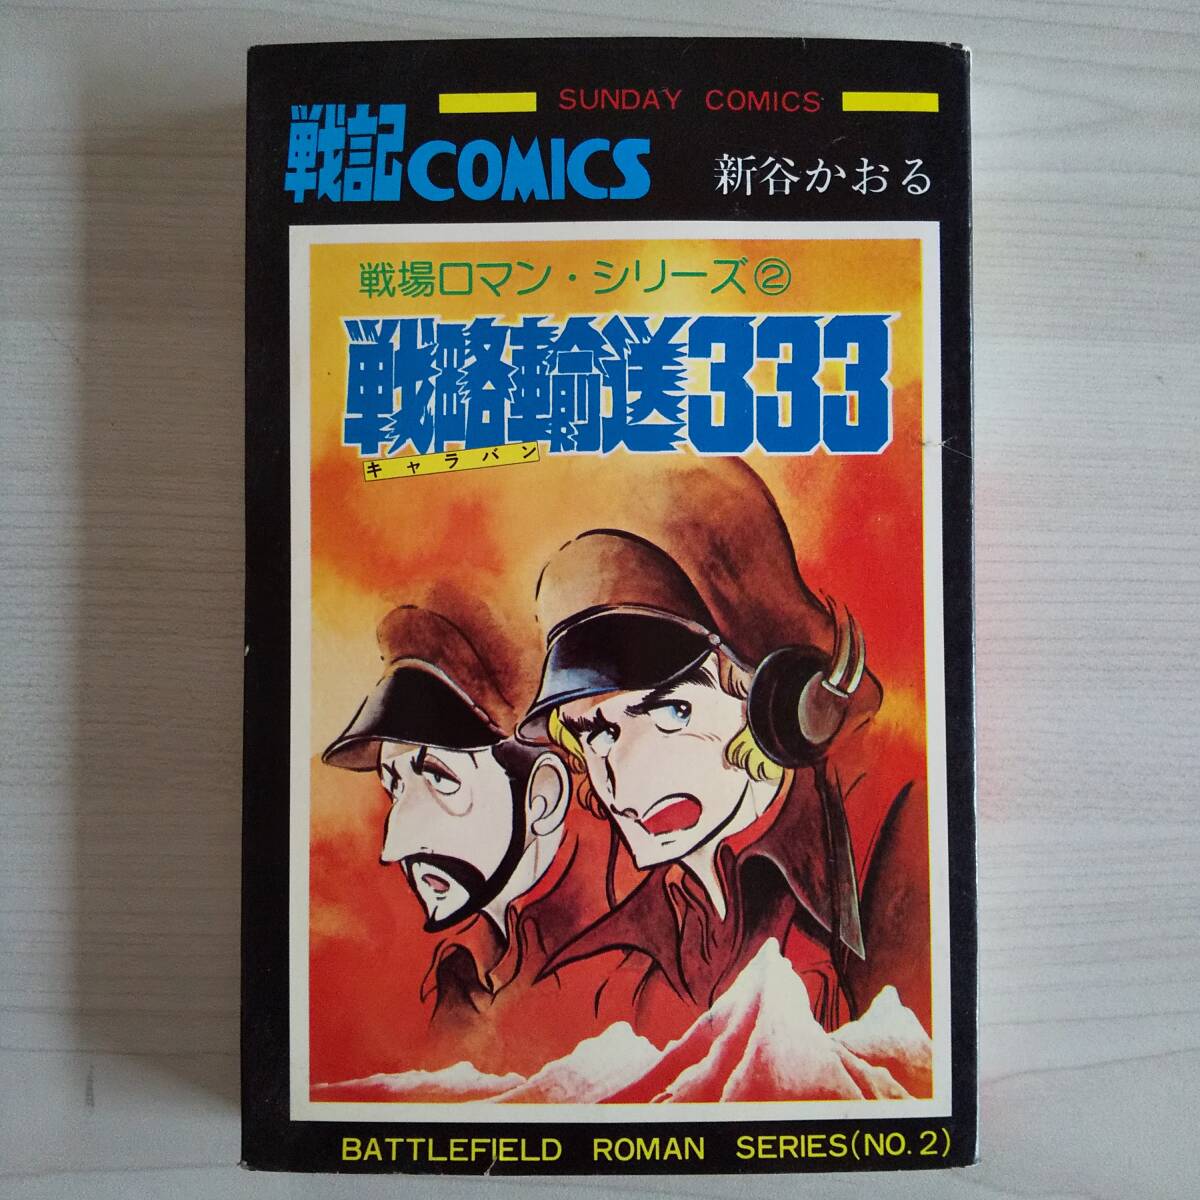 SUNDAY COMICS
戦記COMICS
新谷かおる
戦場ロマン・シリーズ②
戦略輸送333
キャラバン
BATTLEFIELD ROMAN SERIES(NO.2)